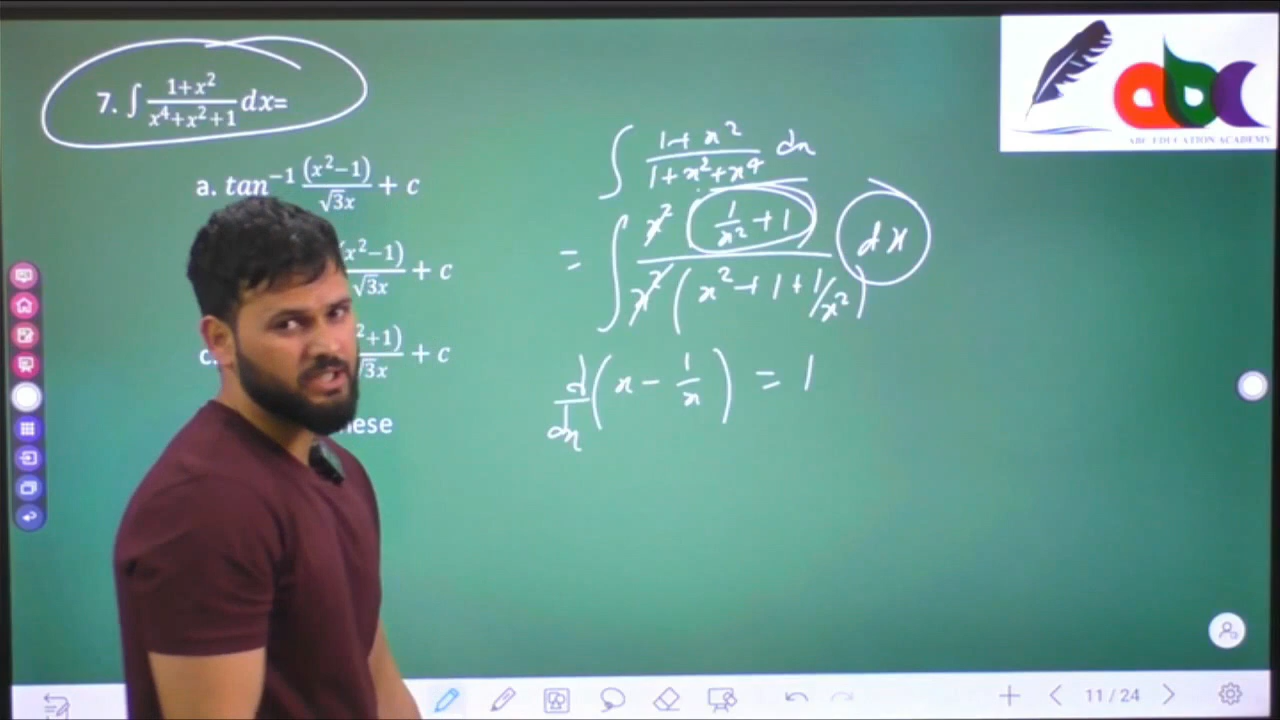 7. ∫ (1+x²)/(x⁴+x²+1) dx=
a. tan⁻¹ (x²−1)/(√3x) + c
(x²−1)/(√3x) + c
c. ²+1)/(√3x) + c
hese
∫ (1+x²)/(1+x²+x⁴) dx
= ∫ x²(1/x²+1)/x²(x²+1+1/x²) dx
d/dx (x − 1/x) = 1
abc
ABC EDUCATION ACADEMY
11 / 24